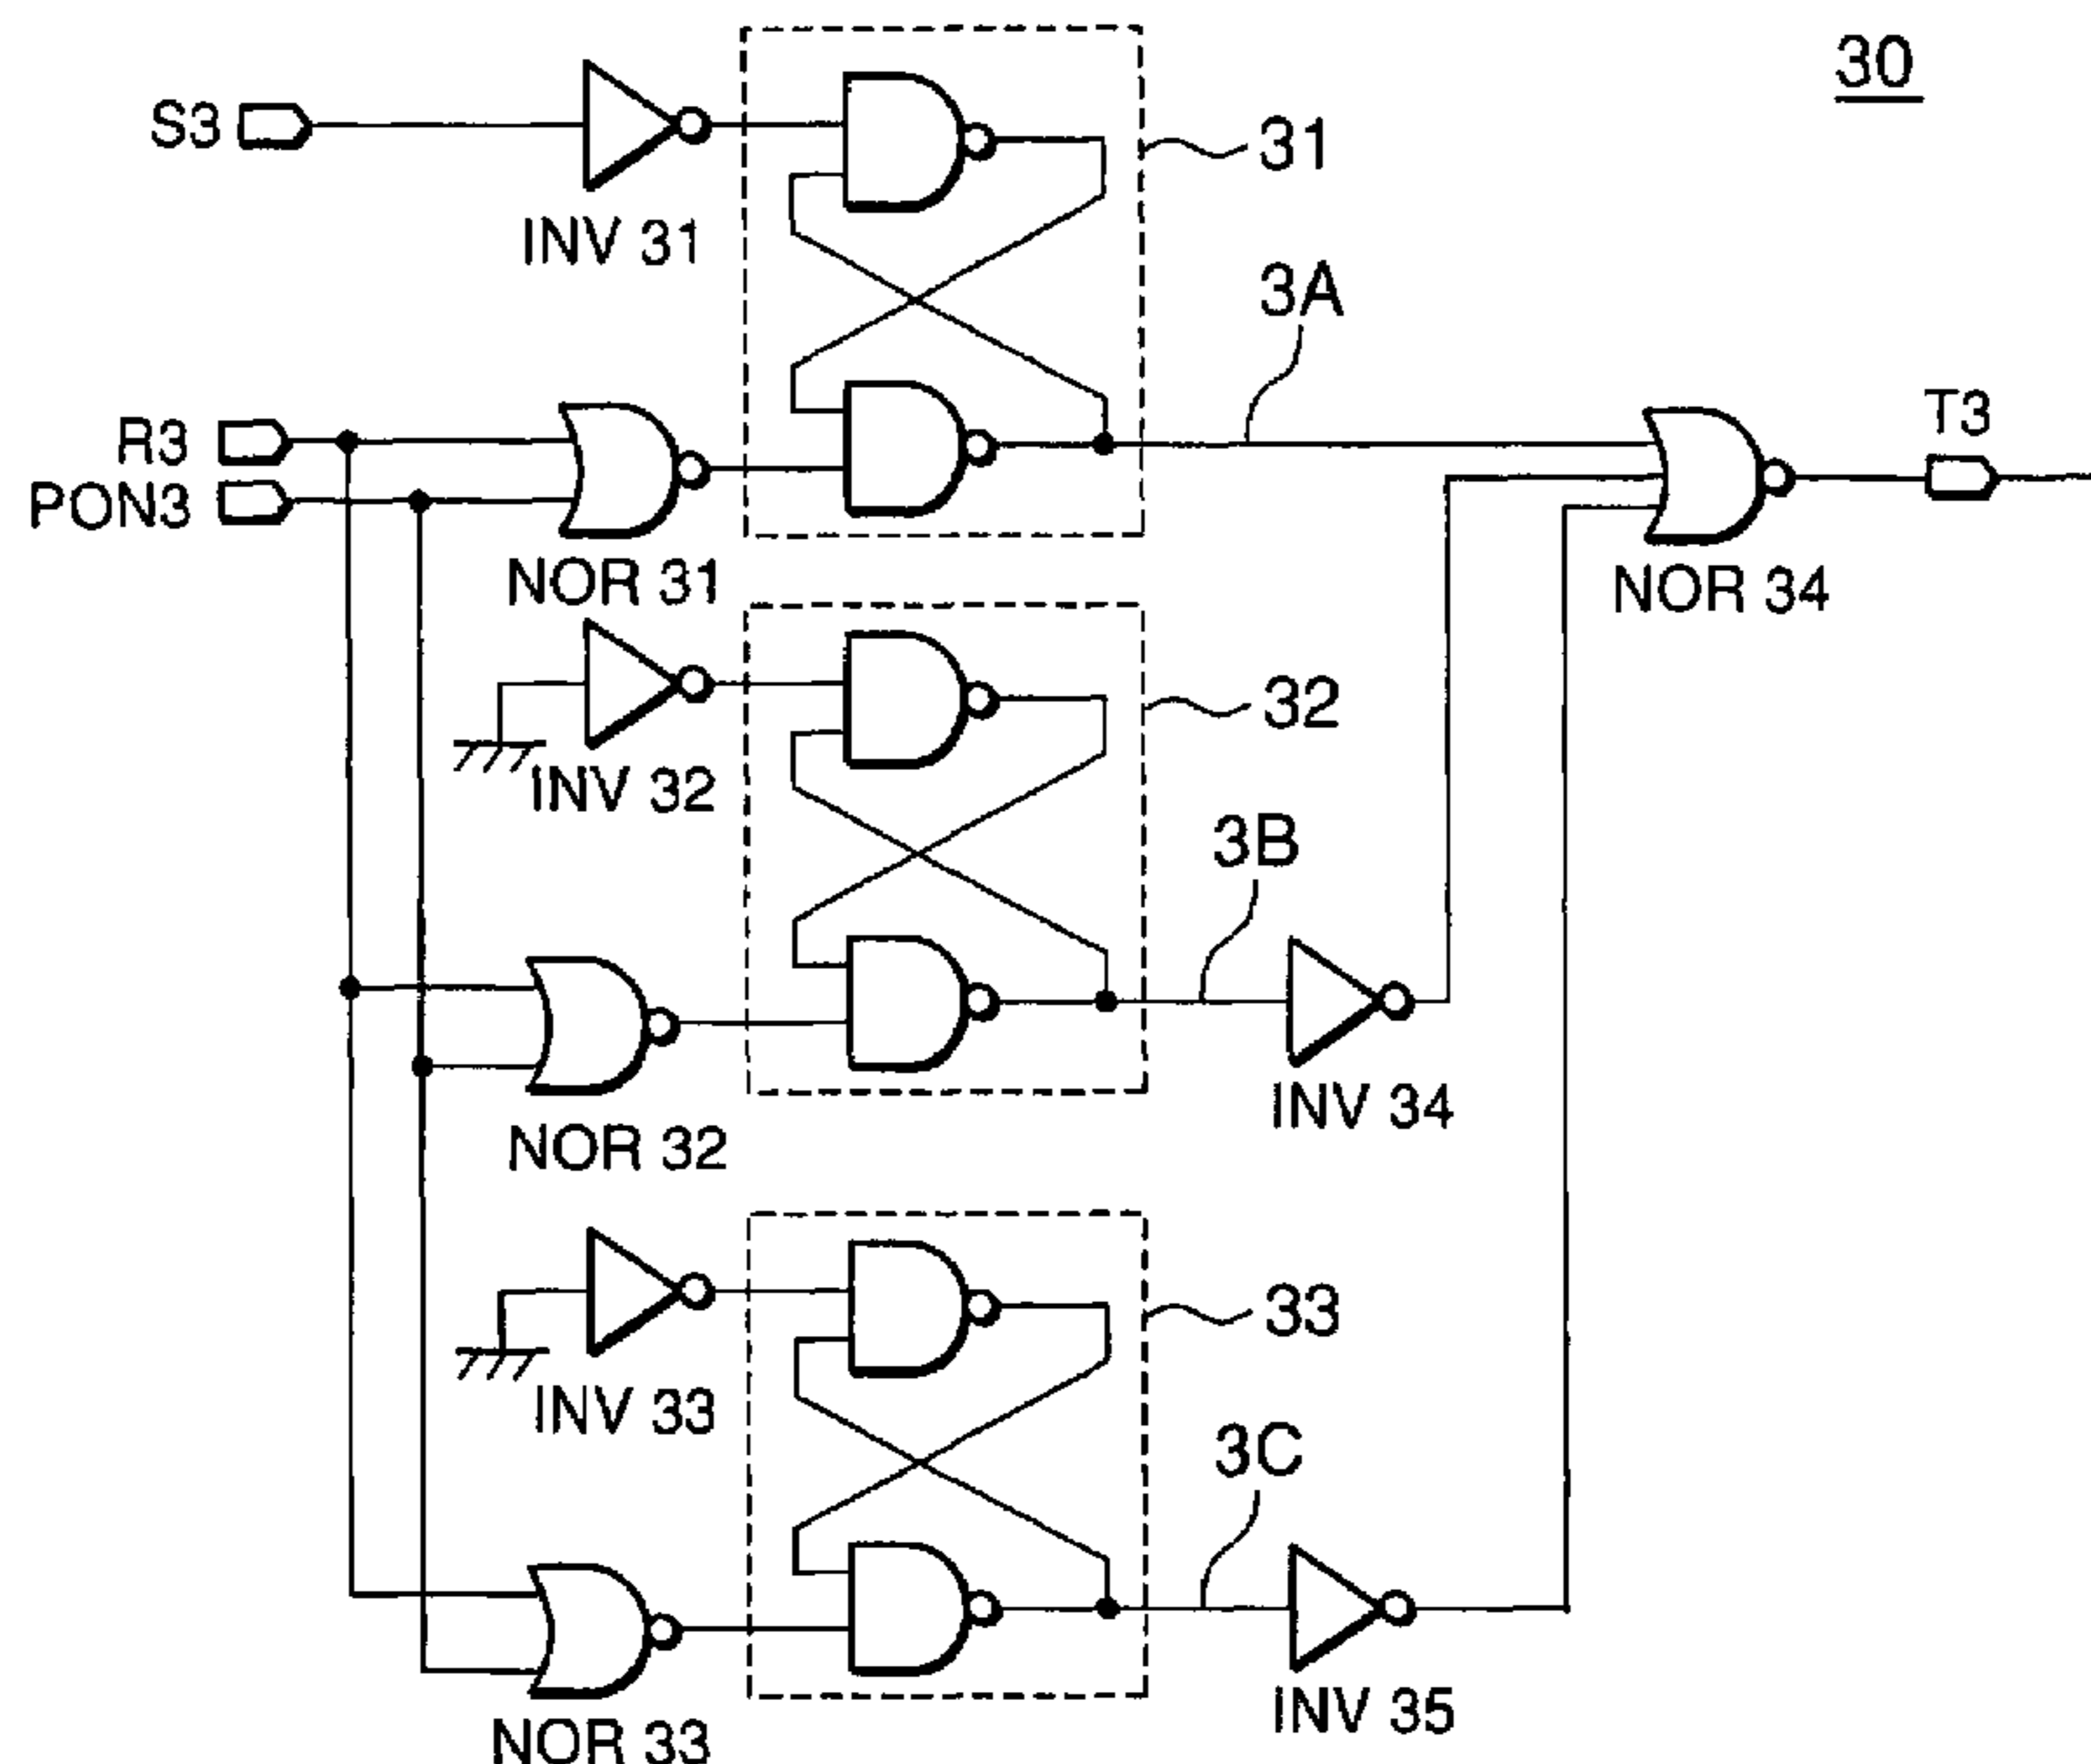 30
S3
31
INV 31
3A
R3
T3
PON3
NOR 31
NOR 34
32
INV 32
3B
INV 34
NOR 32
33
INV 33
3C
INV 35
NOR 33